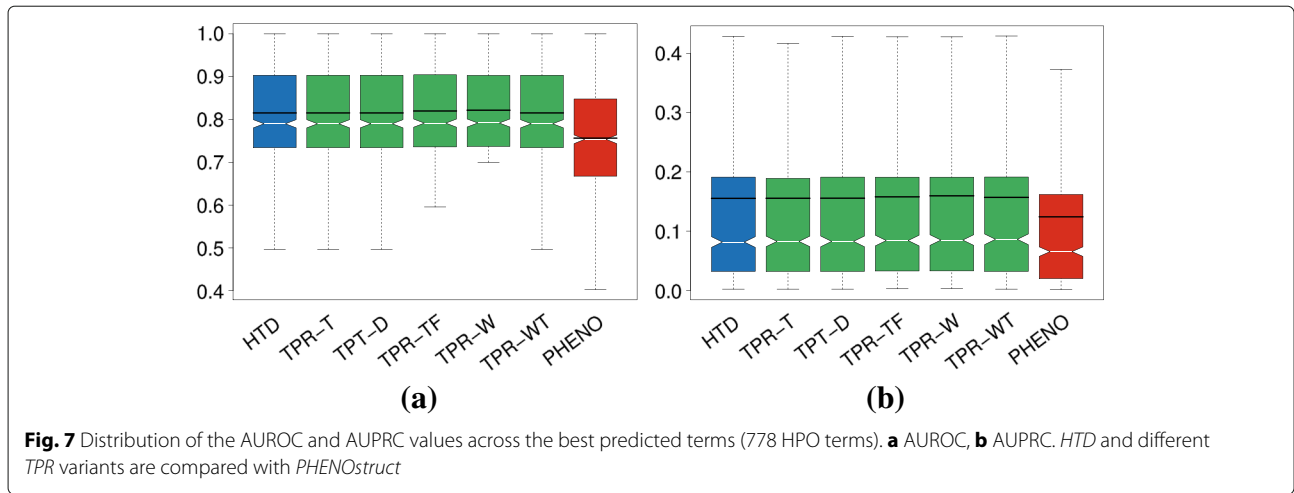 1.0
0.9
0.8
0.7
0.6
0.5
0.4
HTD
TPR−T
TPT−D
TPR−TF
TPR−W
TPR−WT
PHENO
(a)
0.4
0.3
0.2
0.1
0.0
HTD
TPR−T
TPT−D
TPR−TF
TPR−W
TPR−WT
PHENO
(b)
Fig. 7 Distribution of the AUROC and AUPRC values across the best predicted terms (778 HPO terms). a AUROC, b AUPRC. HTD and different
TPR variants are compared with PHENOstruct